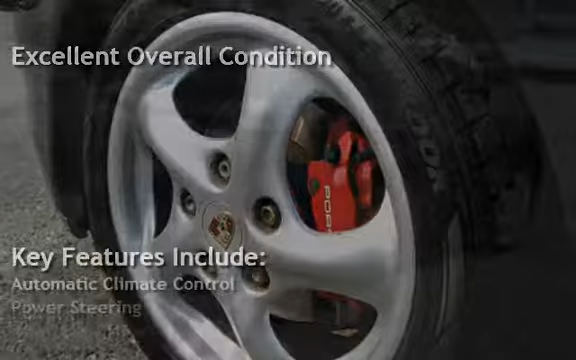 Excellent Overall Condition
Key Features Include:
Automatic Climate Control
Power Steering